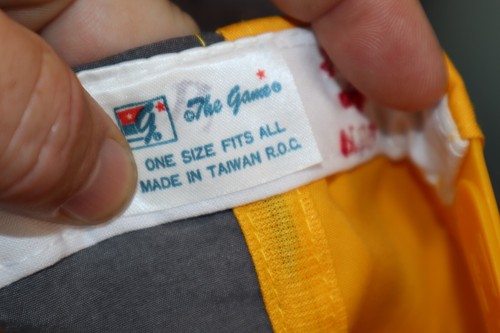 G. The Game®
ONE SIZE FITS ALL
MADE IN TAIWAN R.O.C.